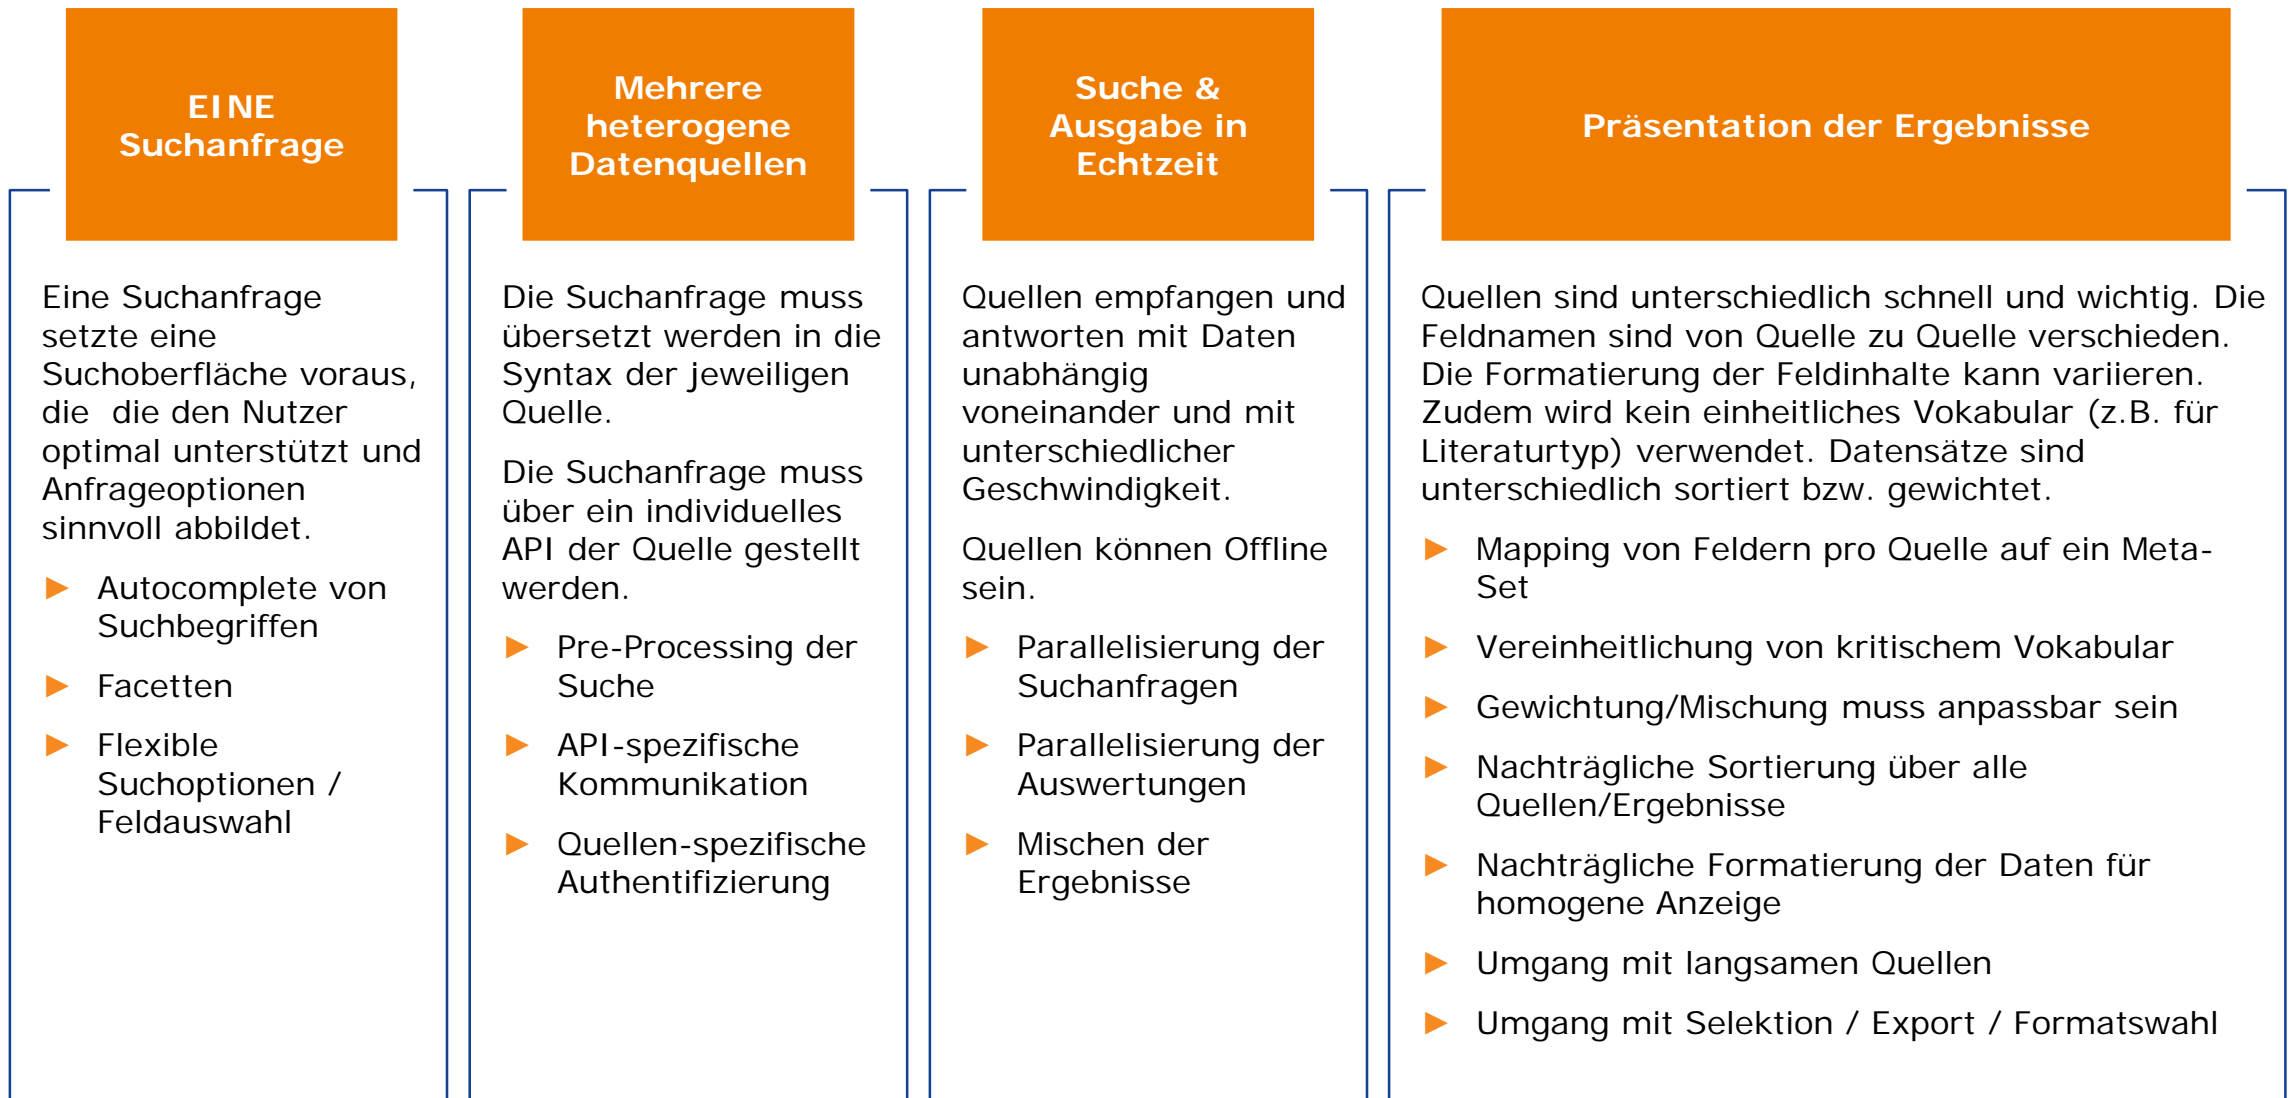 EINE
Suchanfrage
Eine Suchanfrage
setzte eine
Suchoberfläche voraus,
die  die den Nutzer
optimal unterstützt und
Anfrageoptionen
sinnvoll abbildet.
► Autocomplete von
Suchbegriffen
► Facetten
► Flexible
Suchoptionen /
Feldauswahl
Mehrere
heterogene
Datenquellen
Die Suchanfrage muss
übersetzt werden in die
Syntax der jeweiligen
Quelle.
Die Suchanfrage muss
über ein individuelles
API der Quelle gestellt
werden.
► Pre-Processing der
Suche
► API-spezifische
Kommunikation
► Quellen-spezifische
Authentifizierung
Suche &
Ausgabe in
Echtzeit
Quellen empfangen und
antworten mit Daten
unabhängig
voneinander und mit
unterschiedlicher
Geschwindigkeit.
Quellen können Offline
sein.
► Parallelisierung der
Suchanfragen
► Parallelisierung der
Auswertungen
► Mischen der
Ergebnisse
Präsentation der Ergebnisse
Quellen sind unterschiedlich schnell und wichtig. Die
Feldnamen sind von Quelle zu Quelle verschieden.
Die Formatierung der Feldinhalte kann variieren.
Zudem wird kein einheitliches Vokabular (z.B. für
Literaturtyp) verwendet. Datensätze sind
unterschiedlich sortiert bzw. gewichtet.
► Mapping von Feldern pro Quelle auf ein Meta-
Set
► Vereinheitlichung von kritischem Vokabular
► Gewichtung/Mischung muss anpassbar sein
► Nachträgliche Sortierung über alle
Quellen/Ergebnisse
► Nachträgliche Formatierung der Daten für
homogene Anzeige
► Umgang mit langsamen Quellen
► Umgang mit Selektion / Export / Formatswahl